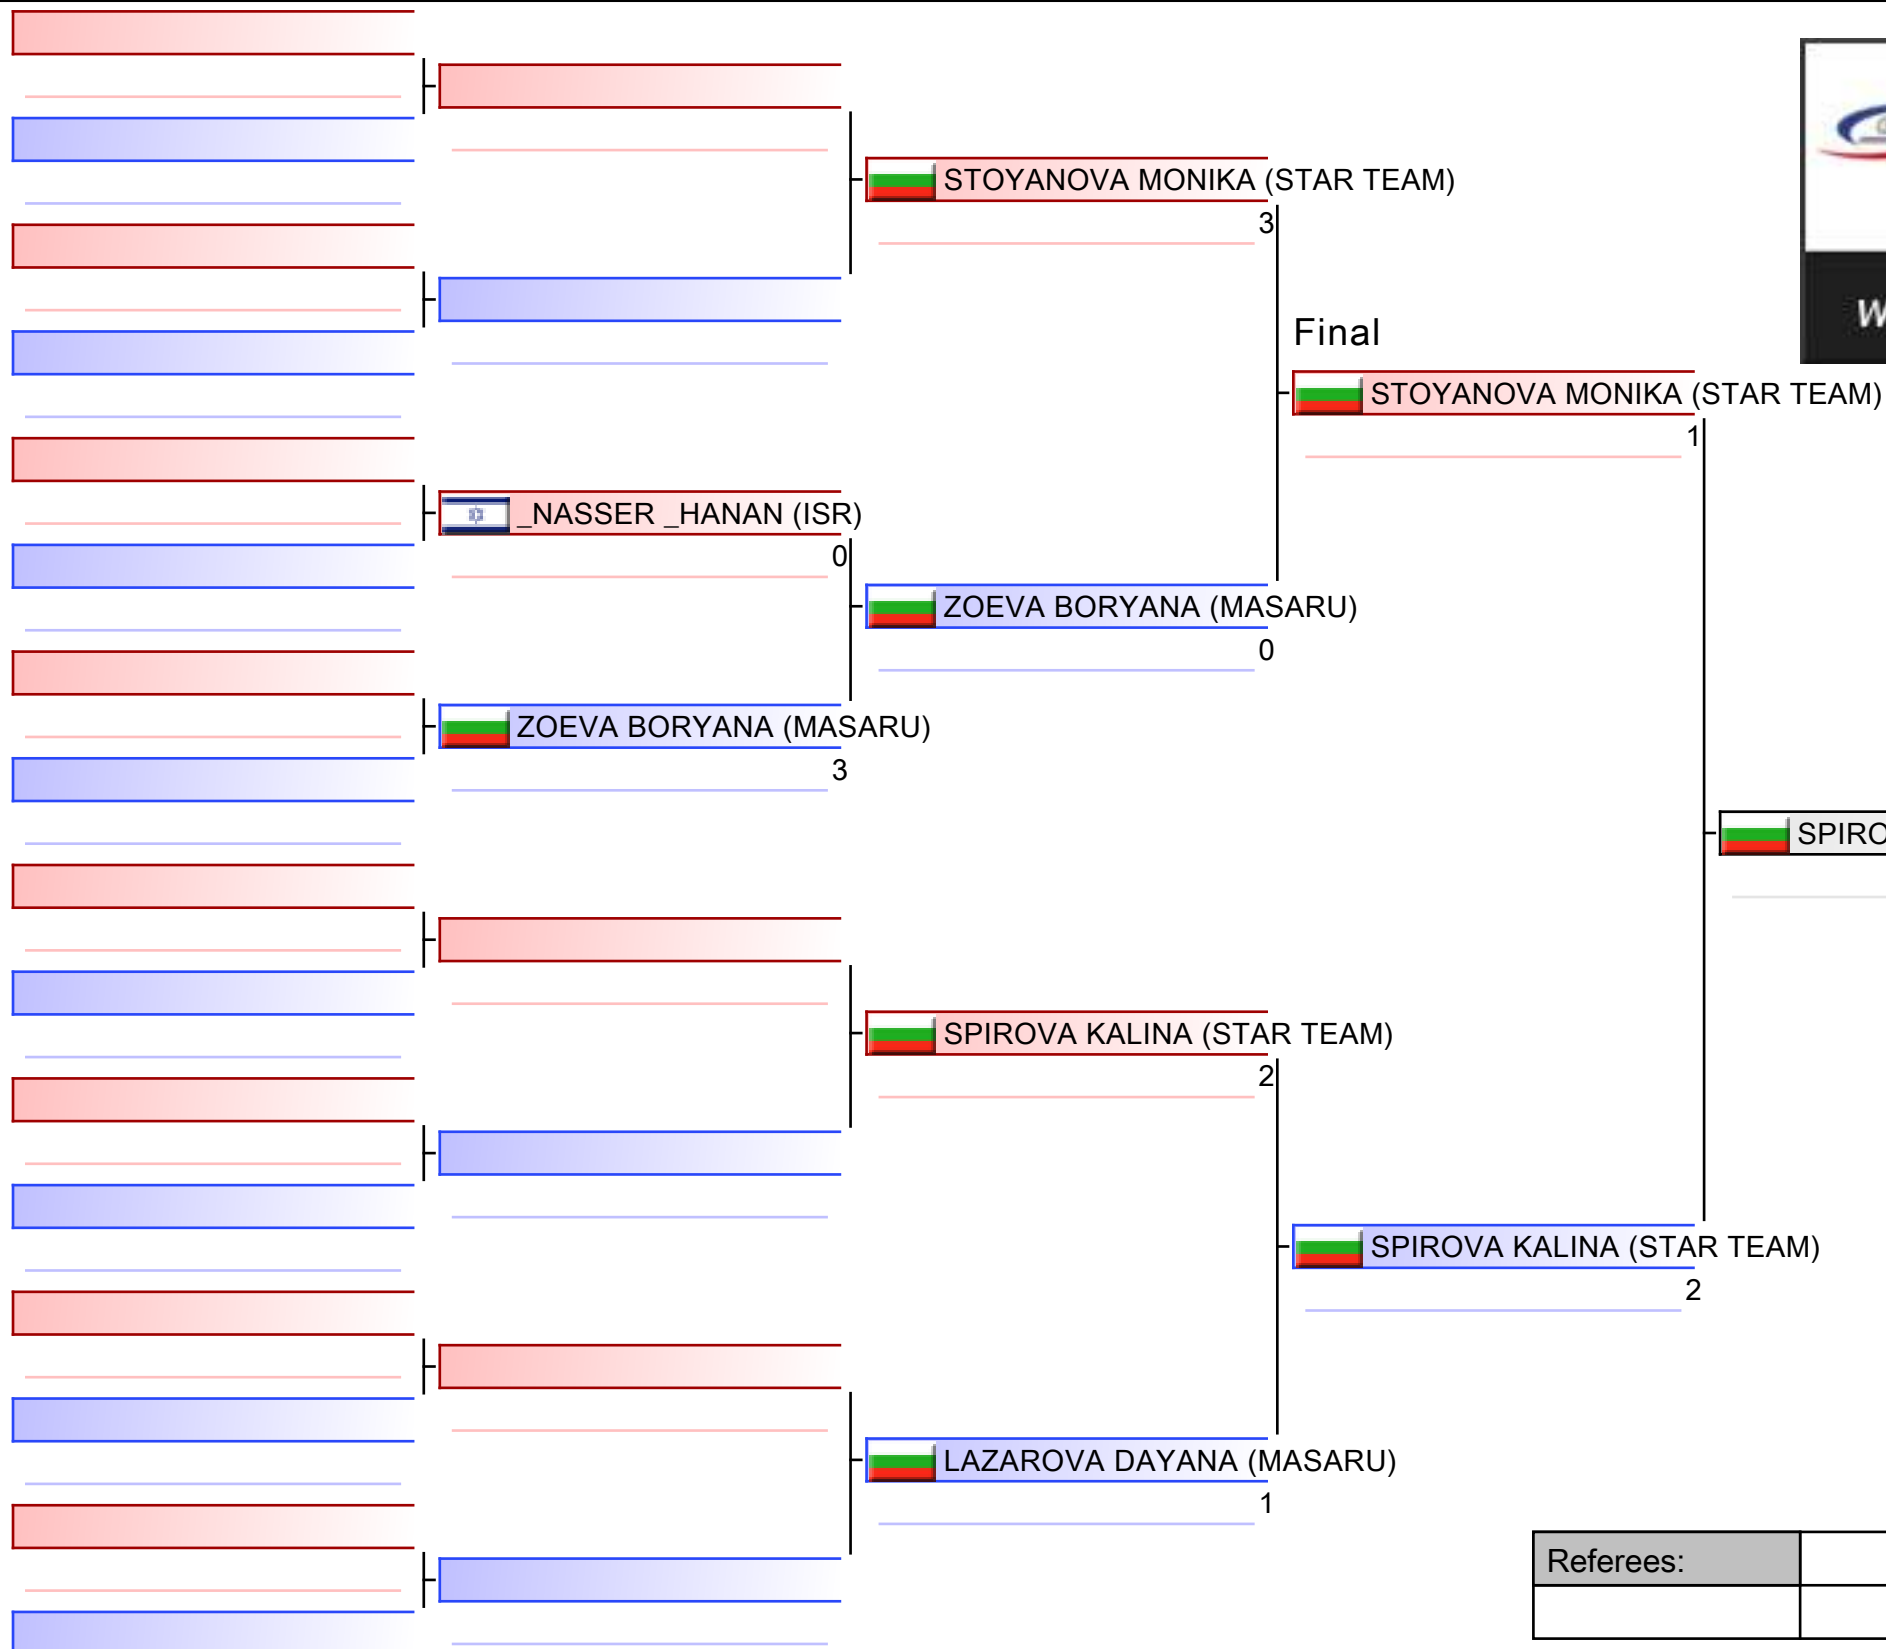 STOYANOVA MONIKA (STAR TEAM)
3
Final
STOYANOVA MONIKA (STAR TEAM)
1
_NASSER _HANAN (ISR)
0
ZOEVA BORYANA (MASARU)
0
ZOEVA BORYANA (MASARU)
3
SPIRO
SPIROVA KALINA (STAR TEAM)
2
SPIROVA KALINA (STAR TEAM)
2
LAZAROVA DAYANA (MASARU)
1
Referees: